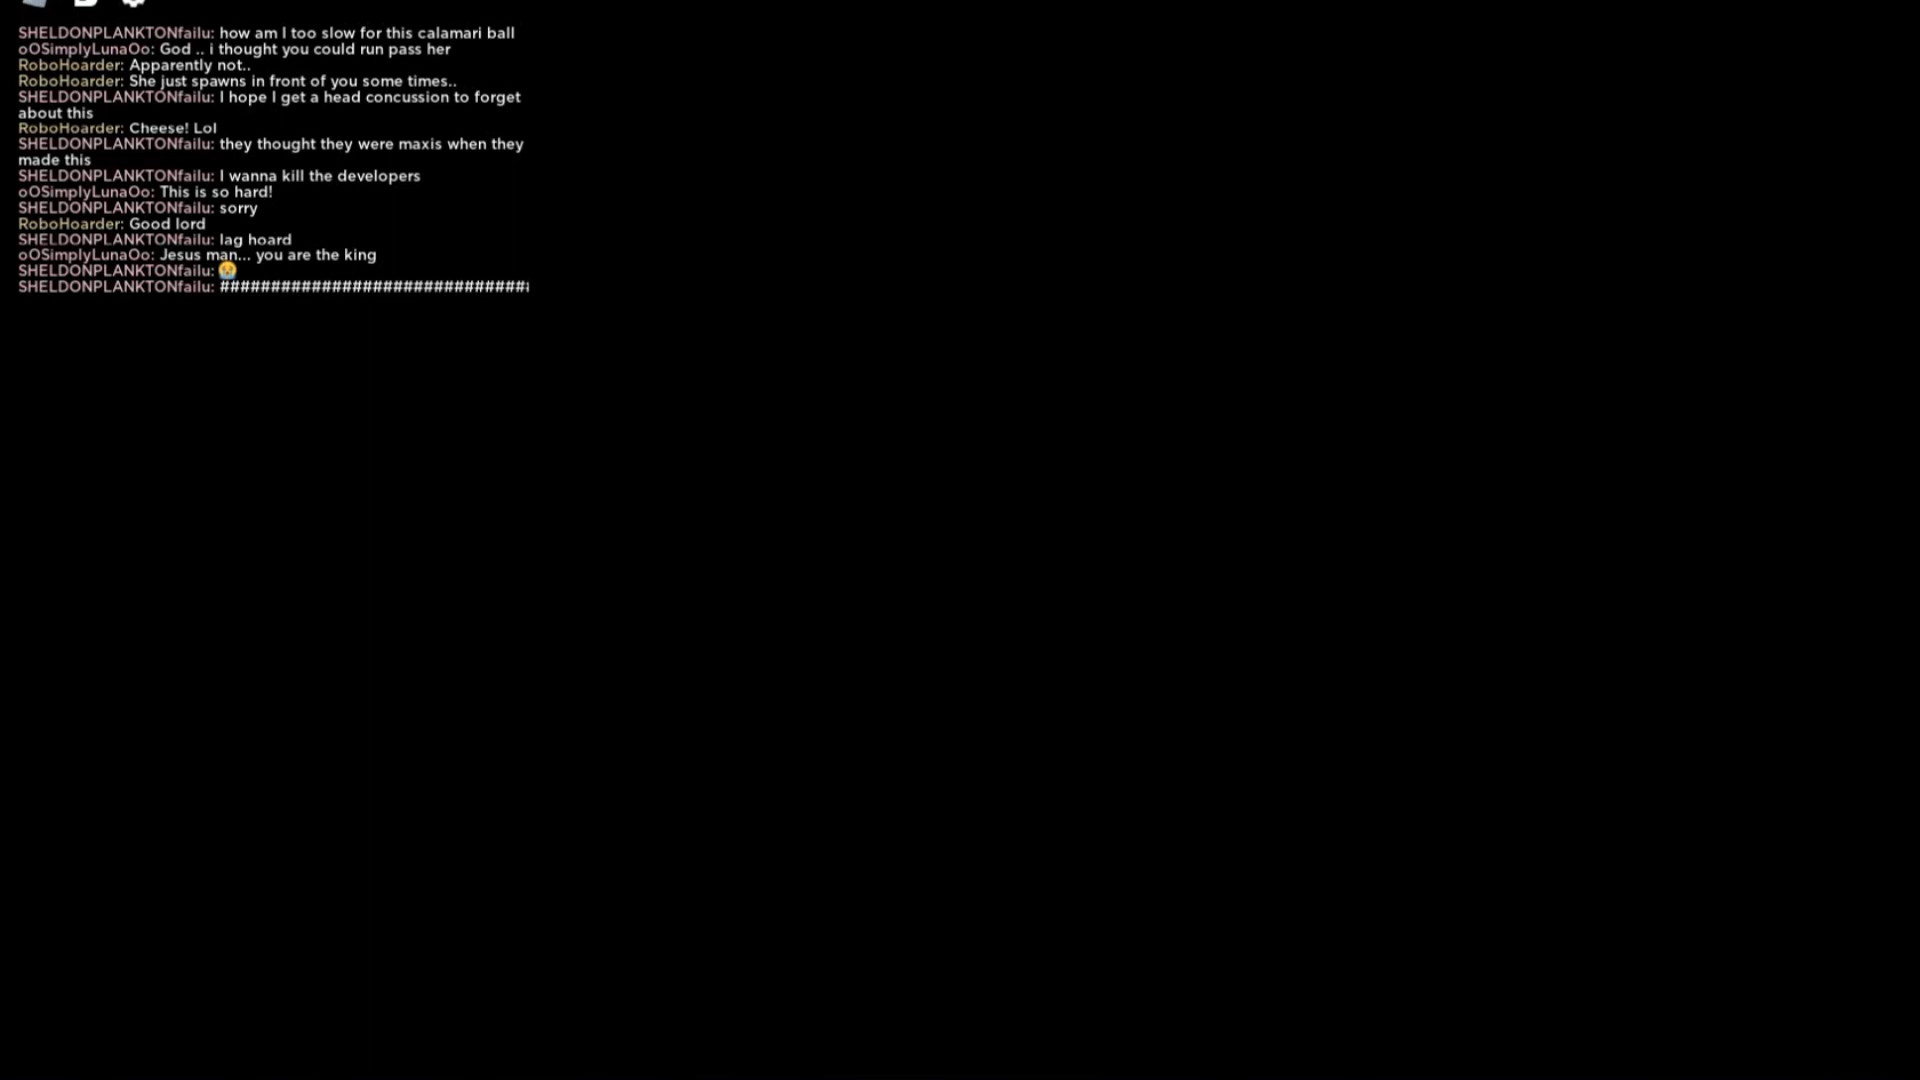 SHELDONPLANKTONfailu: how am I too slow for this calamari ball
oOSimplyLunaOo: God .. i thought you could run pass her
RoboHoarder: Apparently not..
RoboHoarder: She just spawns in front of you some times..
SHELDONPLANKTONfailu: I hope I get a head concussion to forget
about this
RoboHoarder: Cheese! Lol
SHELDONPLANKTONfailu: they thought they were maxis when they
made this
SHELDONPLANKTONfailu: I wanna kill the developers
oOSimplyLunaOo: This is so hard!
SHELDONPLANKTONfailu: sorry
RoboHoarder: Good lord
SHELDONPLANKTONfailu: lag hoard
oOSimplyLunaOo: Jesus man... you are the king
SHELDONPLANKTONfailu: 😭
SHELDONPLANKTONfailu: ##############################